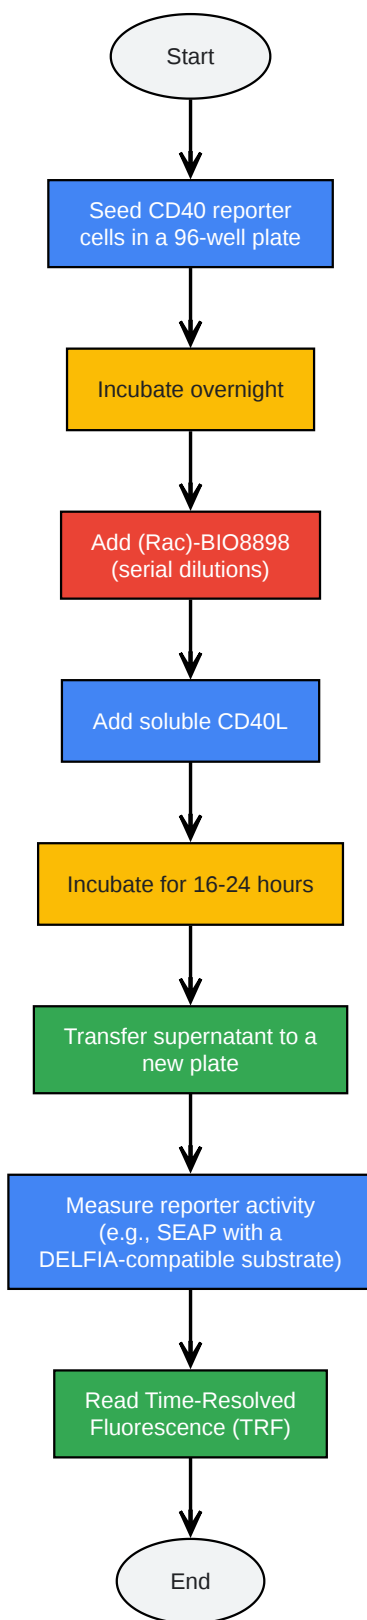 Start
Seed CD40 reporter
cells in a 96-well plate
Incubate overnight
Add (Rac)-BIO8898
(serial dilutions)
Add soluble CD40L
Incubate for 16-24 hours
Transfer supernatant to a
new plate
Measure reporter activity
(e.g., SEAP with a
DELFIA-compatible substrate)
Read Time-Resolved
Fluorescence (TRF)
End